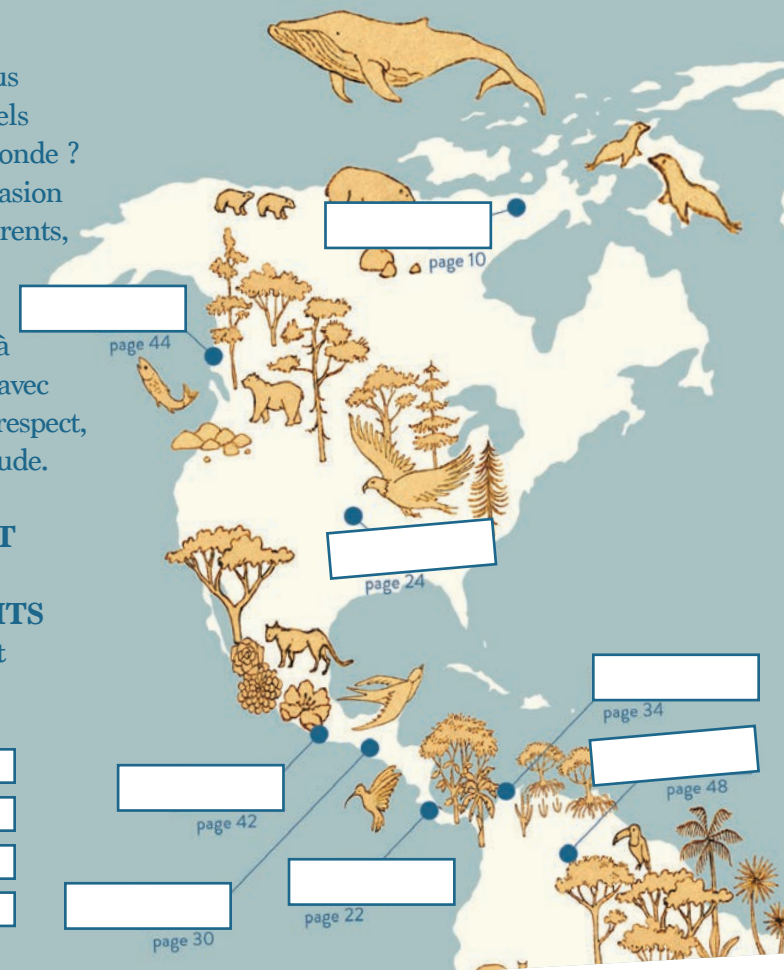 us
els
onde ?
asion
rents,
à
avec
respect,
ude.
T
ITS
t
page 10
page 44
page 24
page 34
page 48
page 42
page 22
page 30